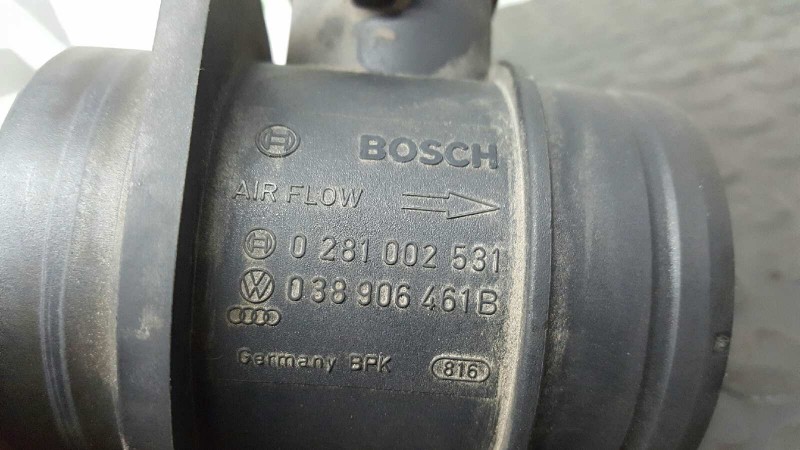 BOSCH
AIR FLOW
0 281 002 531
038 906 461B
Germany BPK 816